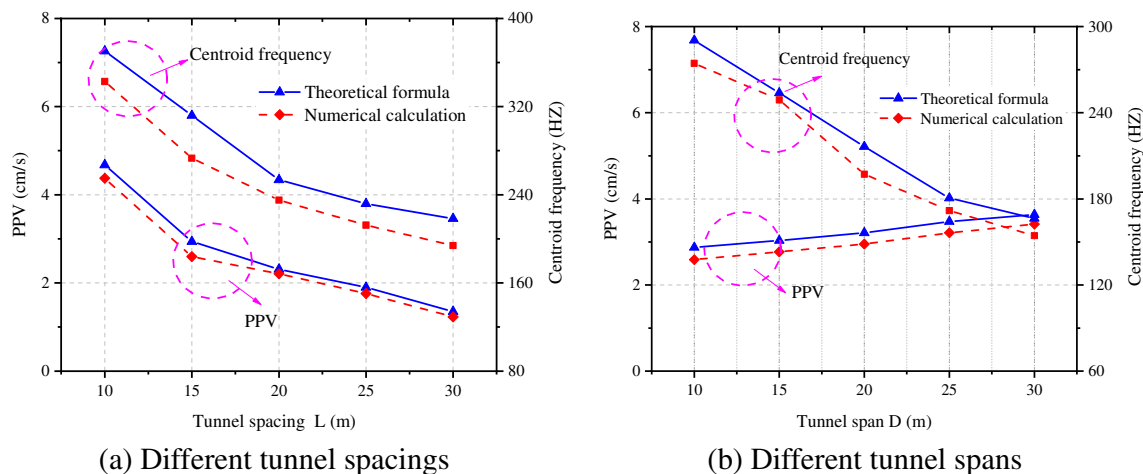 8
6
4
2
0
PPV (cm/s)
400
320
240
160
80
Centroid frequency (HZ)
Centroid frequency
Theoretical formula
Numerical calculation
PPV
10 15 20 25 30
Tunnel spacing L (m)
(a) Different tunnel spacings
8
6
4
2
0
PPV (cm/s)
300
240
180
120
60
Centroid frequency (HZ)
Centroid frequency
Theoretical formula
Numerical calculation
PPV
10 15 20 25 30
Tunnel span D (m)
(b) Different tunnel spans